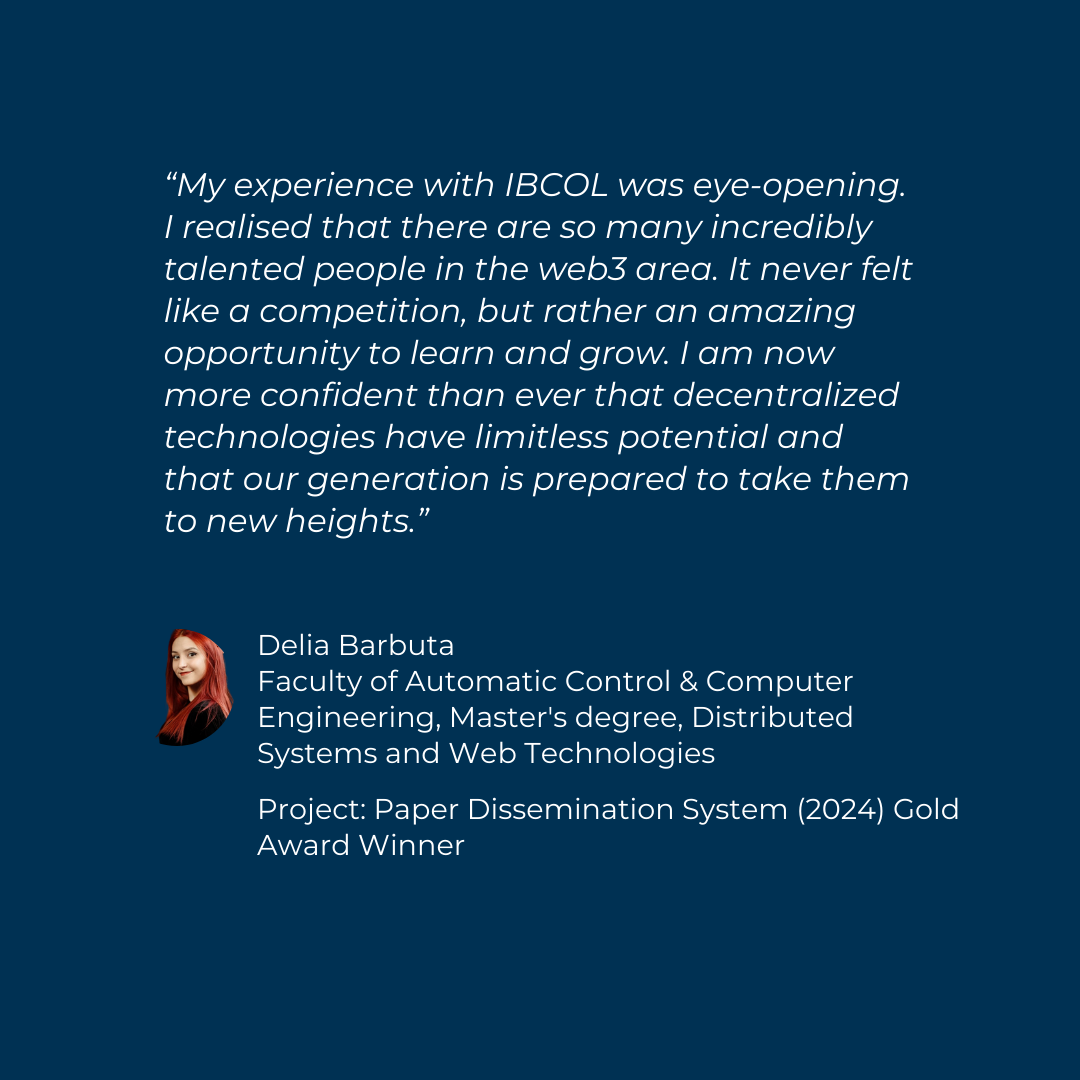 “My experience with IBCOL was eye-opening.
I realised that there are so many incredibly
talented people in the web3 area. It never felt
like a competition, but rather an amazing
opportunity to learn and grow. I am now
more confident than ever that decentralized
technologies have limitless potential and
that our generation is prepared to take them
to new heights.”
Delia Barbuta
Faculty of Automatic Control & Computer
Engineering, Master's degree, Distributed
Systems and Web Technologies
Project: Paper Dissemination System (2024) Gold
Award Winner